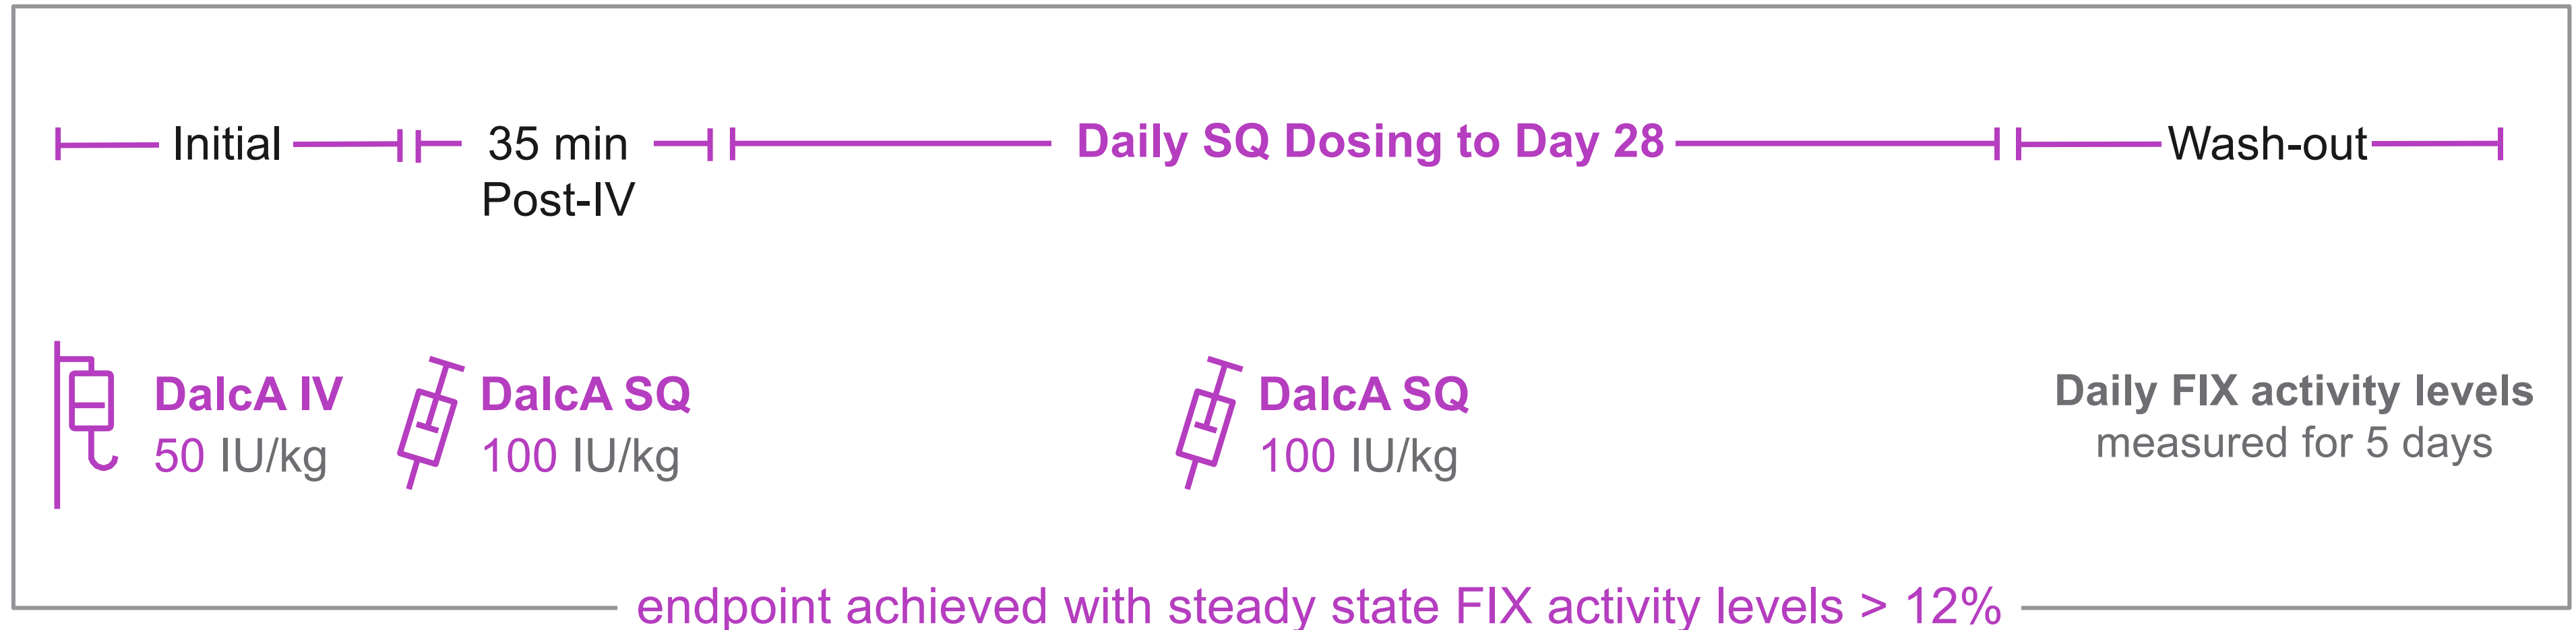 Initial
35 min
Post-IV
Daily SQ Dosing to Day 28
Wash-out
DalcA IV
50 IU/kg
DalcA SQ
100 IU/kg
DalcA SQ
100 IU/kg
Daily FIX activity levels
measured for 5 days
endpoint achieved with steady state FIX activity levels > 12%